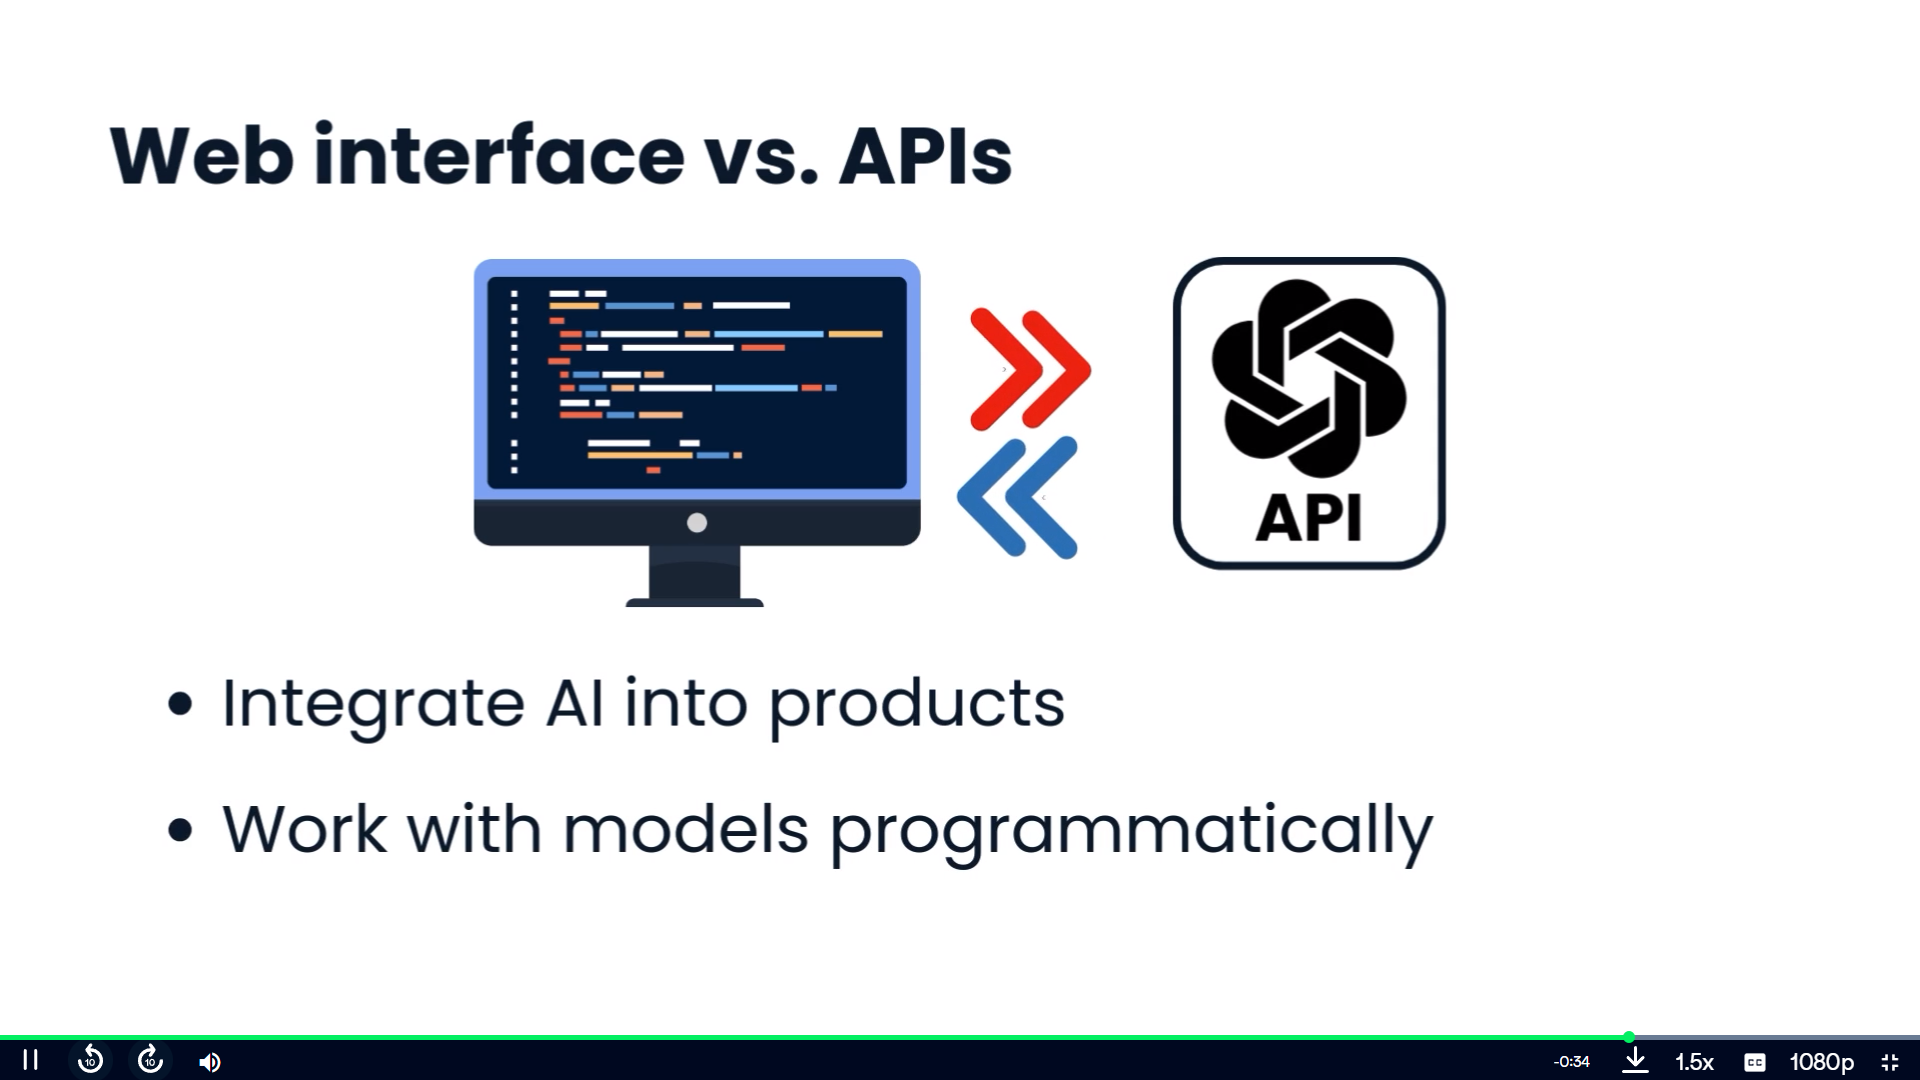 Web interface vs. APIs
API
Integrate AI into products
Work with models programmatically
10
10
-0:34
1.5x
CC
1080p